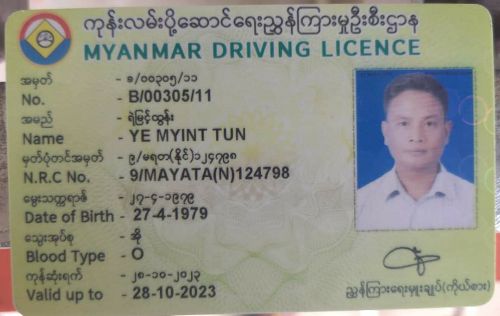 ကုန်းလမ်းပို့ဆောင်ရေးညွှန်ကြားမှုဦးစီးဌာန
MYANMAR DRIVING LICENCE
အမှတ် - ခ/၀၀၃၀၅/၁၁
No. - B/00305/11
အမည် - ရဲမြင့်ထွန်း
Name - YE MYINT TUN
မှတ်ပုံတင်အမှတ် - ၉/မရတ(နိုင်)၁၂၄၇၉၈
N.R.C No. - 9/MAYATA(N)124798
မွေးသက္ကရာဇ် - ၂၇-၄-၁၉၇၉
Date of Birth - 27-4-1979
သွေးအုပ်စု - အို
Blood Type - O
ကုန်ဆုံးရက် - ၂၈-၁၀-၂၀၂၃
Valid up to - 28-10-2023
ညွှန်ကြားရေးမှူးချုပ်(ကိုယ်စား)